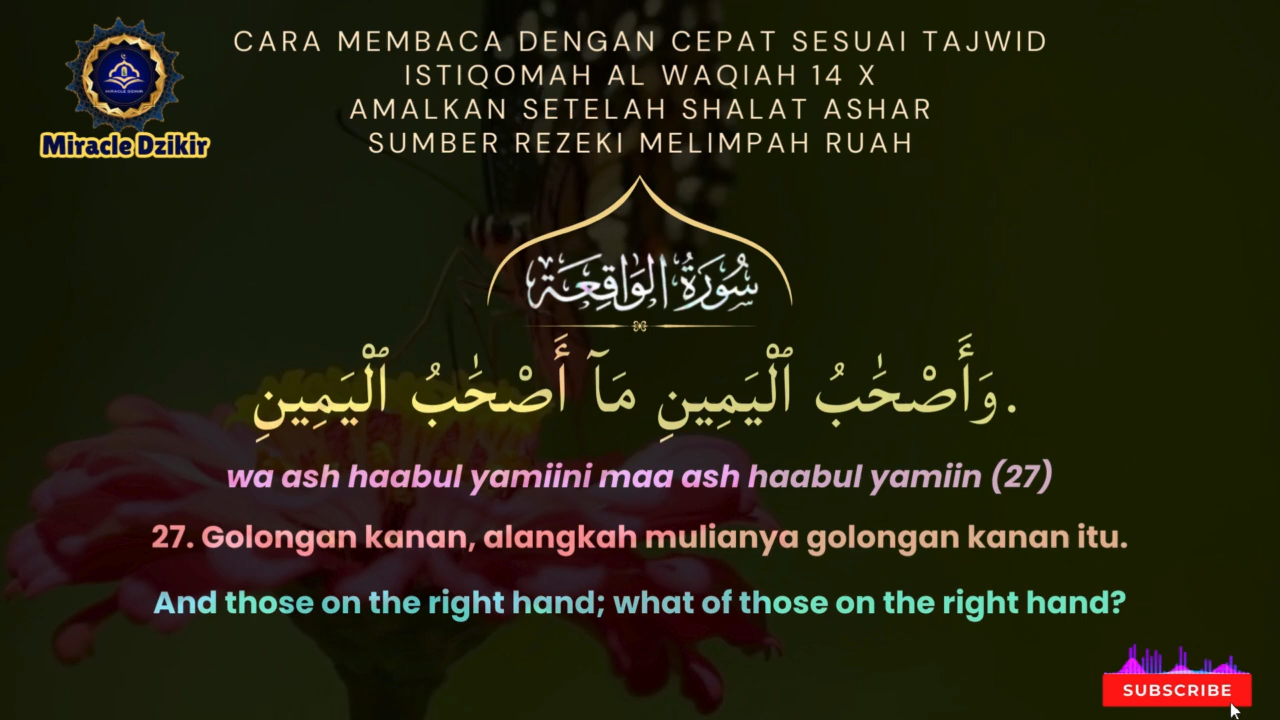 CARA MEMBACA DENGAN CEPAT SESUAI TAJWID
ISTIQOMAH AL WAQIAH 14 X
AMALKAN SETELAH SHALAT ASHAR
SUMBER REZEKI MELIMPAH RUAH
MIRACLE DZIKIR
Miracle Dzikir
سُورَةُ الوَاقِعَة
وَأَصْحَٰبُ ٱلْيَمِينِ مَآ أَصْحَٰبُ ٱلْيَمِينِ.
wa ash haabul yamiini maa ash haabul yamiin (27)
27. Golongan kanan, alangkah mulianya golongan kanan itu.
And those on the right hand; what of those on the right hand?
SUBSCRIBE